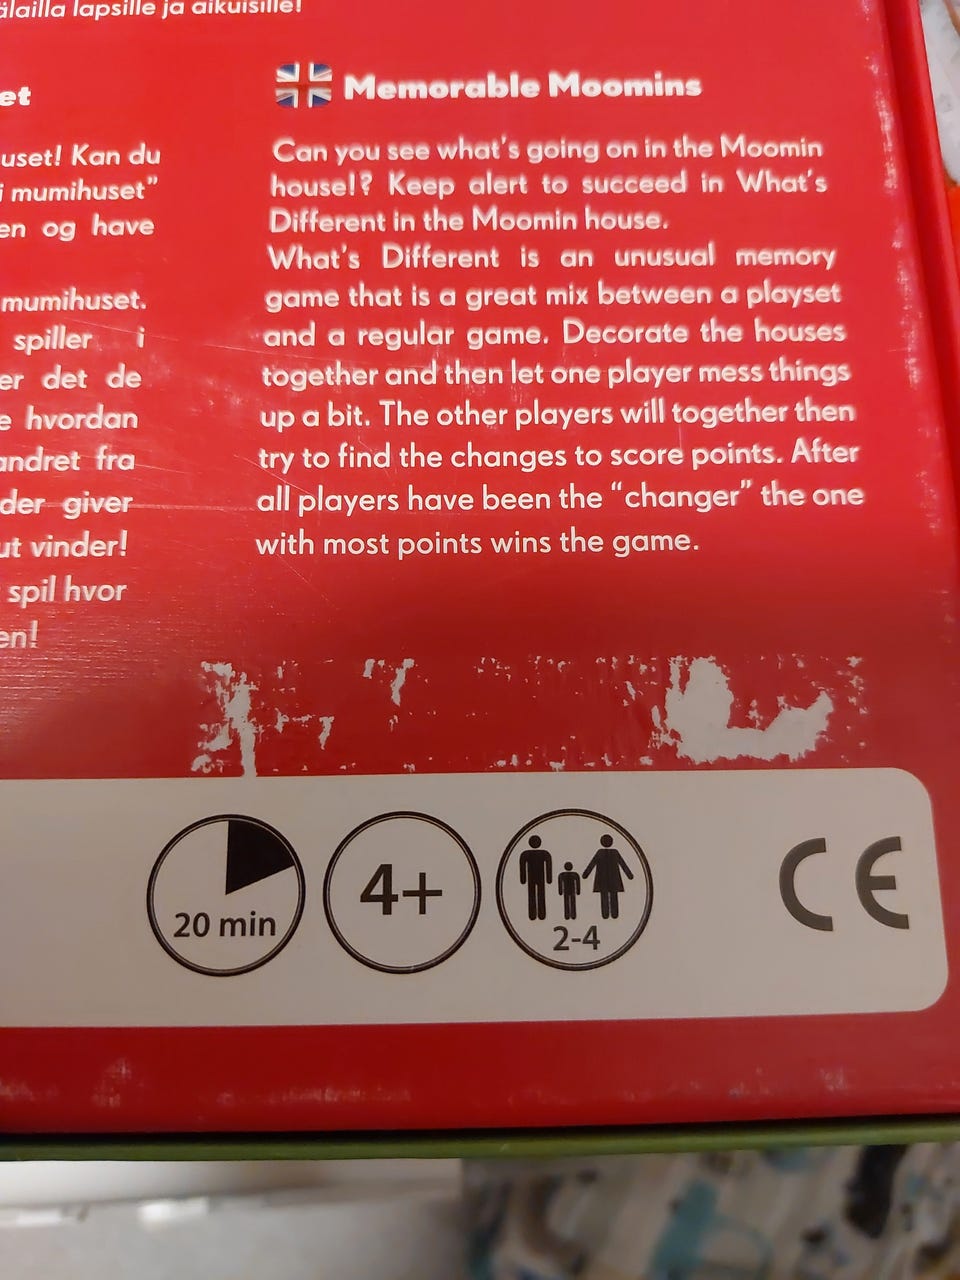 älailla lapsille ja aikuisille!
et
uset! Kan du
i mumihuset”
en og have
mumihuset.
spiller i
er det de
e hvordan
andret fra
der giver
ut vinder!
spil hvor
en!
Memorable Moomins
Can you see what’s going on in the Moomin
house!? Keep alert to succeed in What’s
Different in the Moomin house.
What’s Different is an unusual memory
game that is a great mix between a playset
and a regular game. Decorate the houses
together and then let one player mess things
up a bit. The other players will together then
try to find the changes to score points. After
all players have been the “changer” the one
with most points wins the game.
20 min
4+
2-4
CE